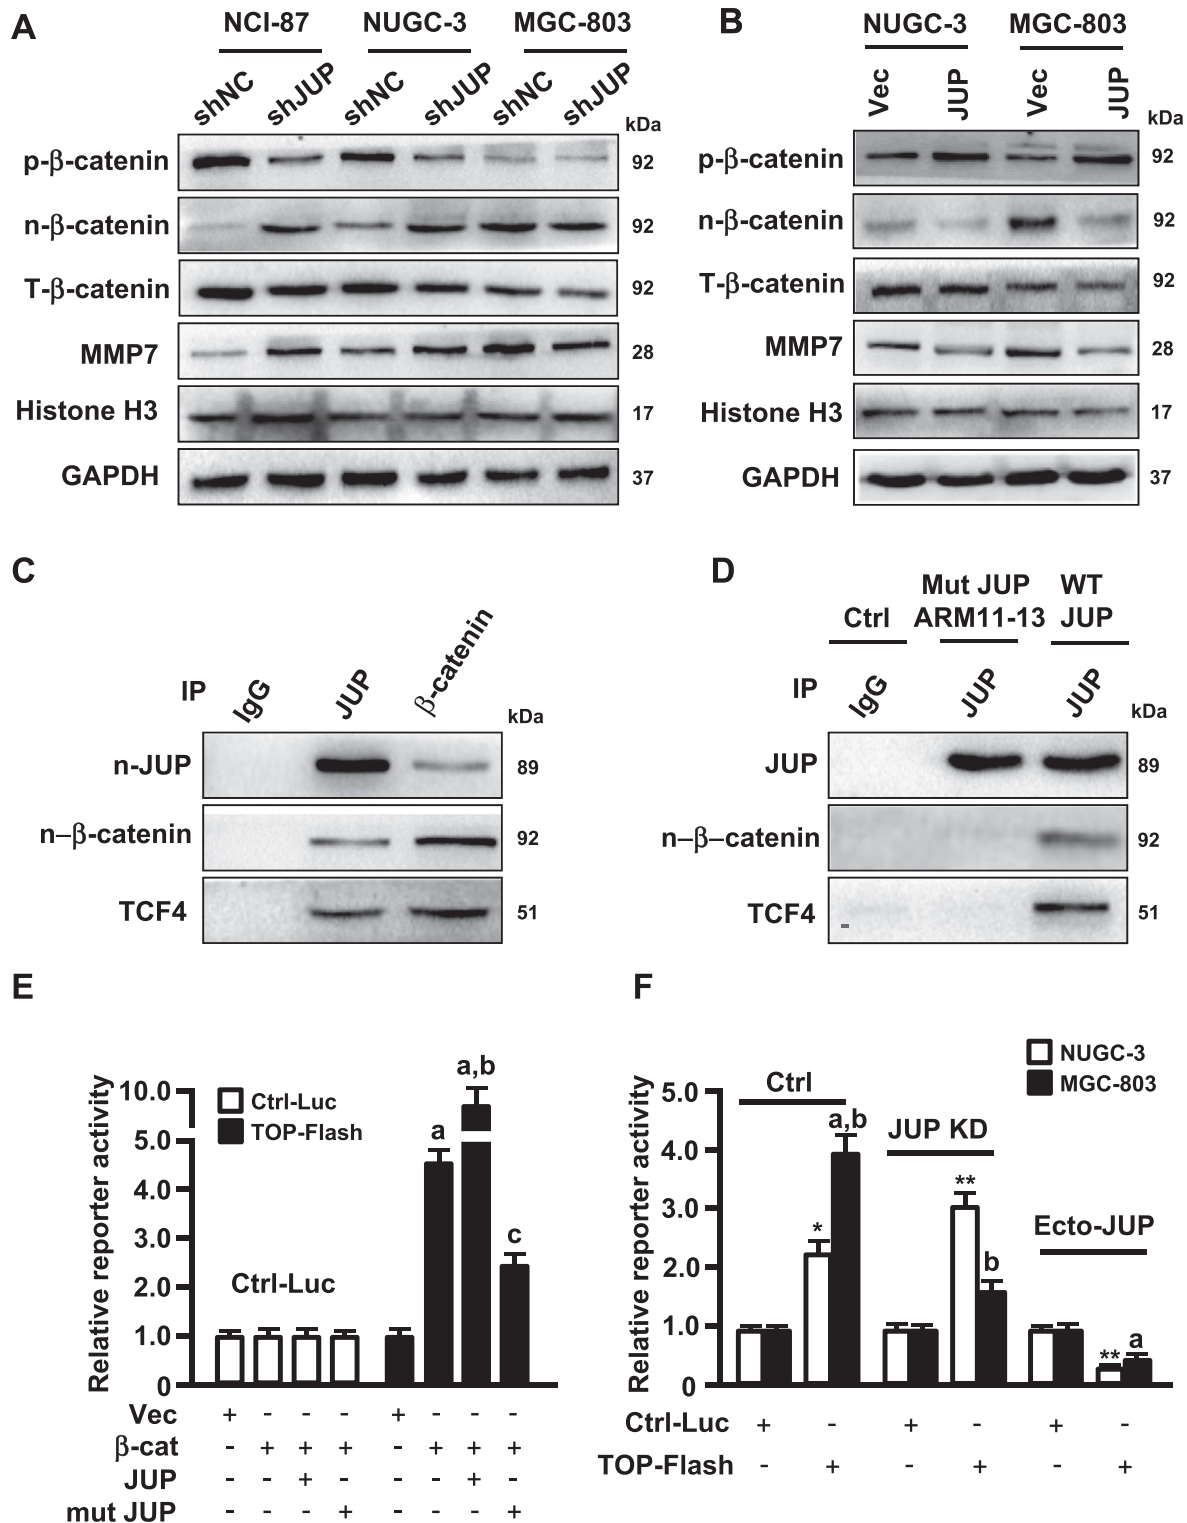 A
NCI-87 NUGC-3 MGC-803
shNC shJUP shNC shJUP shNC shJUP
kDa
p-β-catenin 92
n-β-catenin 92
T-β-catenin 92
MMP7 28
Histone H3 17
GAPDH 37
B
NUGC-3 MGC-803
Vec JUP Vec JUP
kDa
p-β-catenin 92
n-β-catenin 92
T-β-catenin 92
MMP7 28
Histone H3 17
GAPDH 37
C
IP IgG JUP β-catenin
kDa
n-JUP 89
n–β-catenin 92
TCF4 51
D
Mut JUP WT
Ctrl ARM11-13 JUP
IP IgG JUP JUP
kDa
JUP 89
n–β–catenin 92
TCF4 51
E
Relative reporter activity
10.0
5.0
4.0
3.0
2.0
1.0
0
Ctrl-Luc
TOP-Flash
Ctrl-Luc
a a,b c
Vec + - - - + - - -
β-cat - + + + - + + +
JUP - - + - - - + -
mut JUP - - - + - - - +
F
NUGC-3
MGC-803
Relative reporter activity
5.0
4.0
3.0
2.0
1.0
0
Ctrl
JUP KD
Ecto-JUP
* a,b ** b ** a
Ctrl-Luc + - + - + -
TOP-Flash - + - + - +